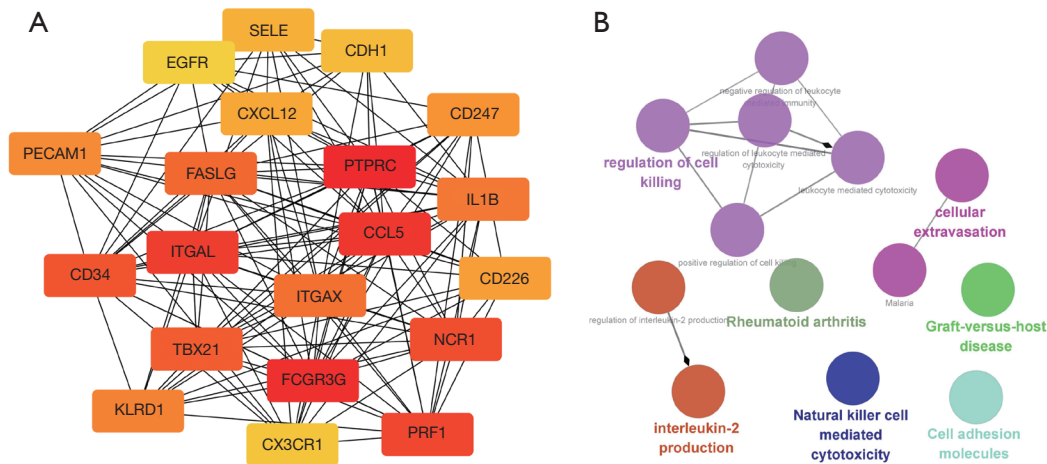 A
SELE
EGFR
CDH1
CXCL12
CD247
PECAM1
FASLG
PTPRC
IL1B
CCL5
ITGAL
CD34
ITGAX
CD226
TBX21
NCR1
FCGR3G
KLRD1
PRF1
CX3CR1
B
negative regulation of leukocyte
mediated immunity
regulation of cell
killing
regulation of leukocyte mediated
cytotoxicity
leukocyte mediated cytotoxicity
positive regulation of cell killing
cellular
extravasation
Malaria
regulation of interleukin-2 production
Rheumatoid arthritis
Graft-versus-host
disease
interleukin-2
production
Natural killer cell
mediated
cytotoxicity
Cell adhesion
molecules